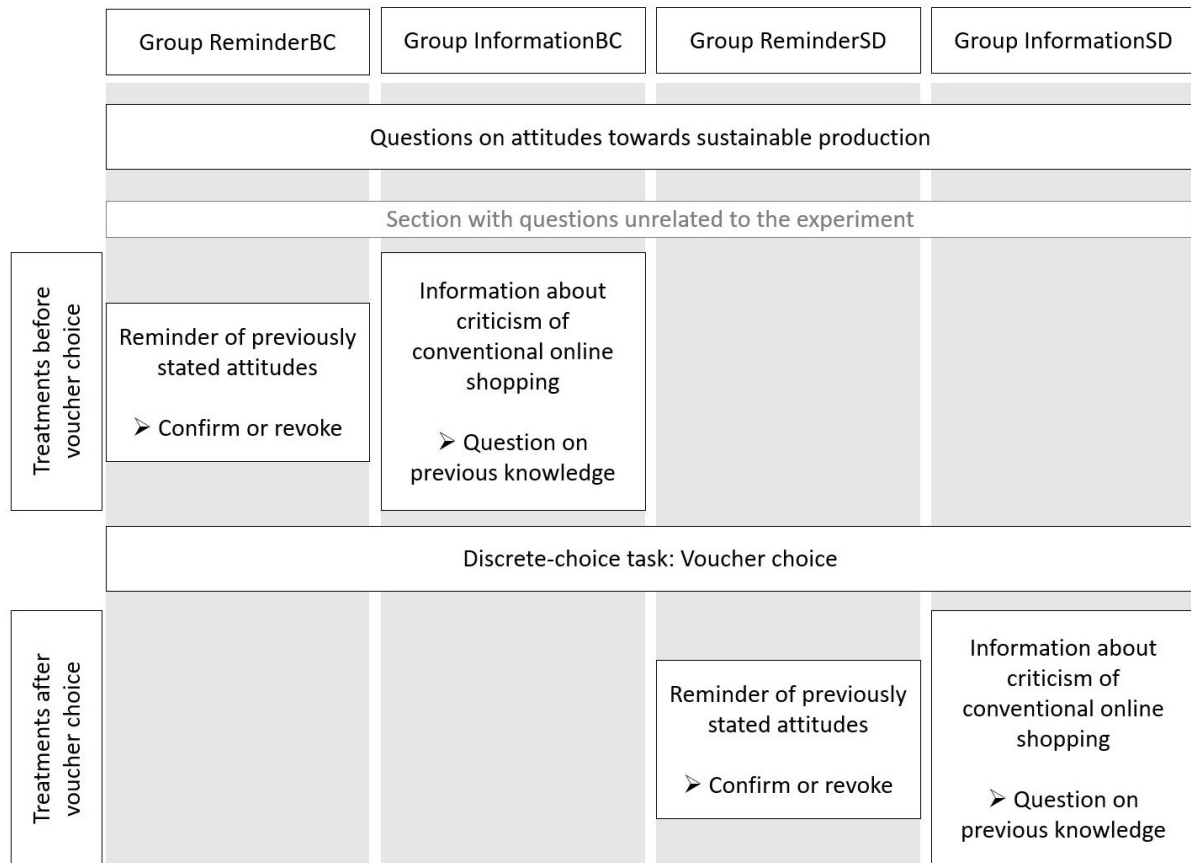 Group ReminderBC
Group InformationBC
Group ReminderSD
Group InformationSD
Questions on attitudes towards sustainable production
Section with questions unrelated to the experiment
Treatments before
voucher choice
Reminder of previously
stated attitudes
➢ Confirm or revoke
Information about
criticism of
conventional online
shopping
➢ Question on
previous knowledge
Discrete-choice task: Voucher choice
Treatments after
voucher choice
Reminder of previously
stated attitudes
➢ Confirm or revoke
Information about
criticism of
conventional online
shopping
➢ Question on
previous knowledge